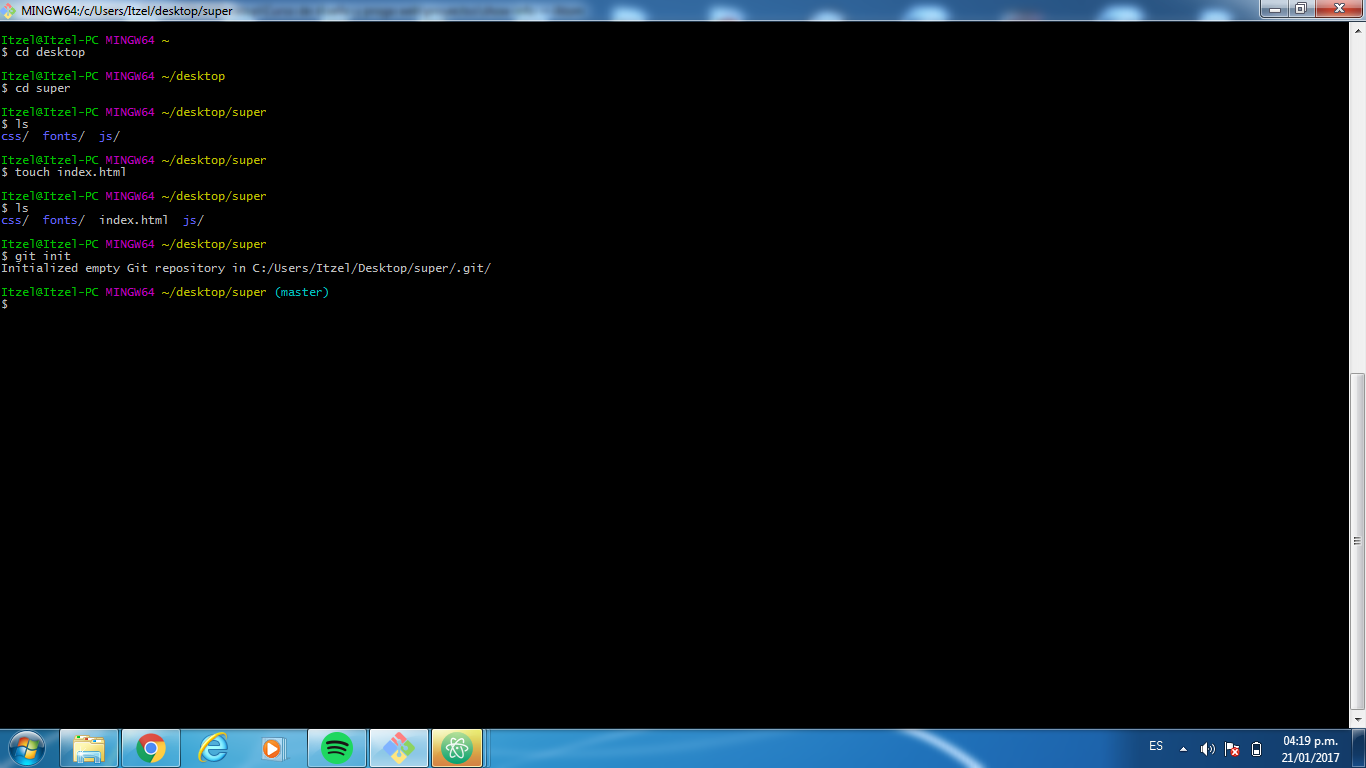 MINGW64:/c/Users/Itzel/desktop/super
Itzel@Itzel-PC MINGW64 ~
$ cd desktop
Itzel@Itzel-PC MINGW64 ~/desktop
$ cd super
Itzel@Itzel-PC MINGW64 ~/desktop/super
$ ls
css/  fonts/  js/
Itzel@Itzel-PC MINGW64 ~/desktop/super
$ touch index.html
Itzel@Itzel-PC MINGW64 ~/desktop/super
$ ls
css/  fonts/  index.html  js/
Itzel@Itzel-PC MINGW64 ~/desktop/super
$ git init
Initialized empty Git repository in C:/Users/Itzel/Desktop/super/.git/
Itzel@Itzel-PC MINGW64 ~/desktop/super (master)
$
ES
04:19 p.m.
21/01/2017